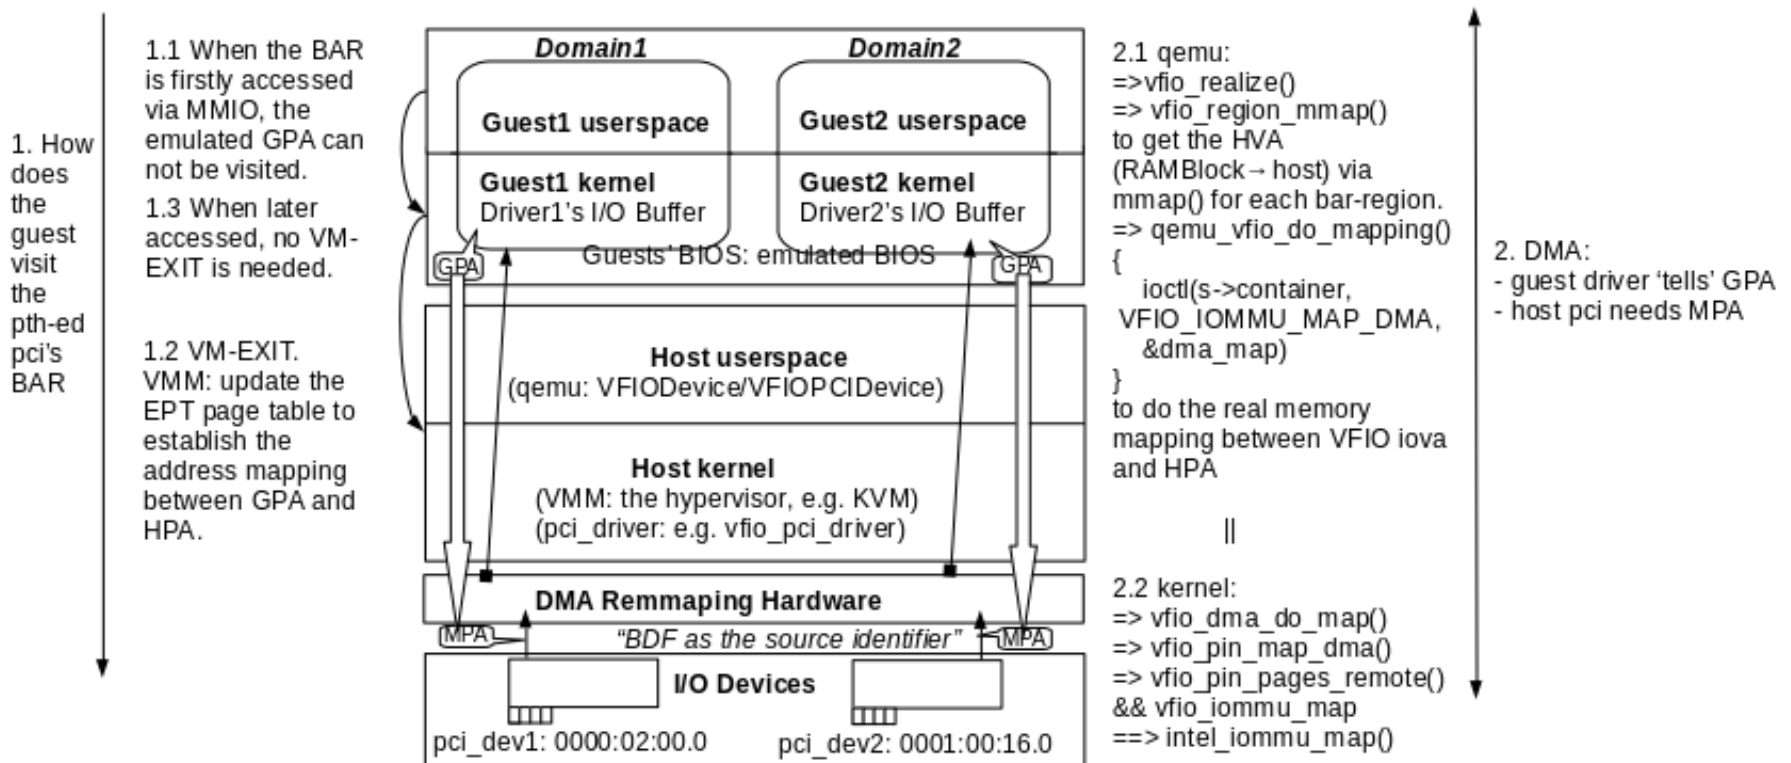 1. How
does
the
guest
visit
the
pth-ed
pci's
BAR
1.1 When the BAR
is firstly accessed
via MMIO, the
emulated GPA can
not be visited.
1.3 When later
accessed, no VM-
EXIT is needed.
1.2 VM-EXIT.
VMM: update the
EPT page table to
establish the
address mapping
between GPA and
HPA.
Domain1
Domain2
Guest1 userspace
Guest2 userspace
Guest1 kernel
Driver1's I/O Buffer
Guest2 kernel
Driver2's I/O Buffer
Guests' BIOS: emulated BIOS
GPA
GPA
Host userspace
(qemu: VFIODevice/VFIOPCIDevice)
Host kernel
(VMM: the hypervisor, e.g. KVM)
(pci_driver: e.g. vfio_pci_driver)
DMA Remmaping Hardware
MPA
“BDF as the source identifier”
MPA
I/O Devices
pci_dev1: 0000:02:00.0
pci_dev2: 0001:00:16.0
2.1 qemu:
=>vfio_realize()
=> vfio_region_mmap()
to get the HVA
(RAMBlock→host) via
mmap() for each bar-region.
=> qemu_vfio_do_mapping()
{
ioctl(s->container,
VFIO_IOMMU_MAP_DMA,
&dma_map)
}
to do the real memory
mapping between VFIO iova
and HPA
||
2.2 kernel:
=> vfio_dma_do_map()
=> vfio_pin_map_dma()
=> vfio_pin_pages_remote()
&& vfio_iommu_map
==> intel_iommu_map()
2. DMA:
- guest driver ‘tells’ GPA
- host pci needs MPA